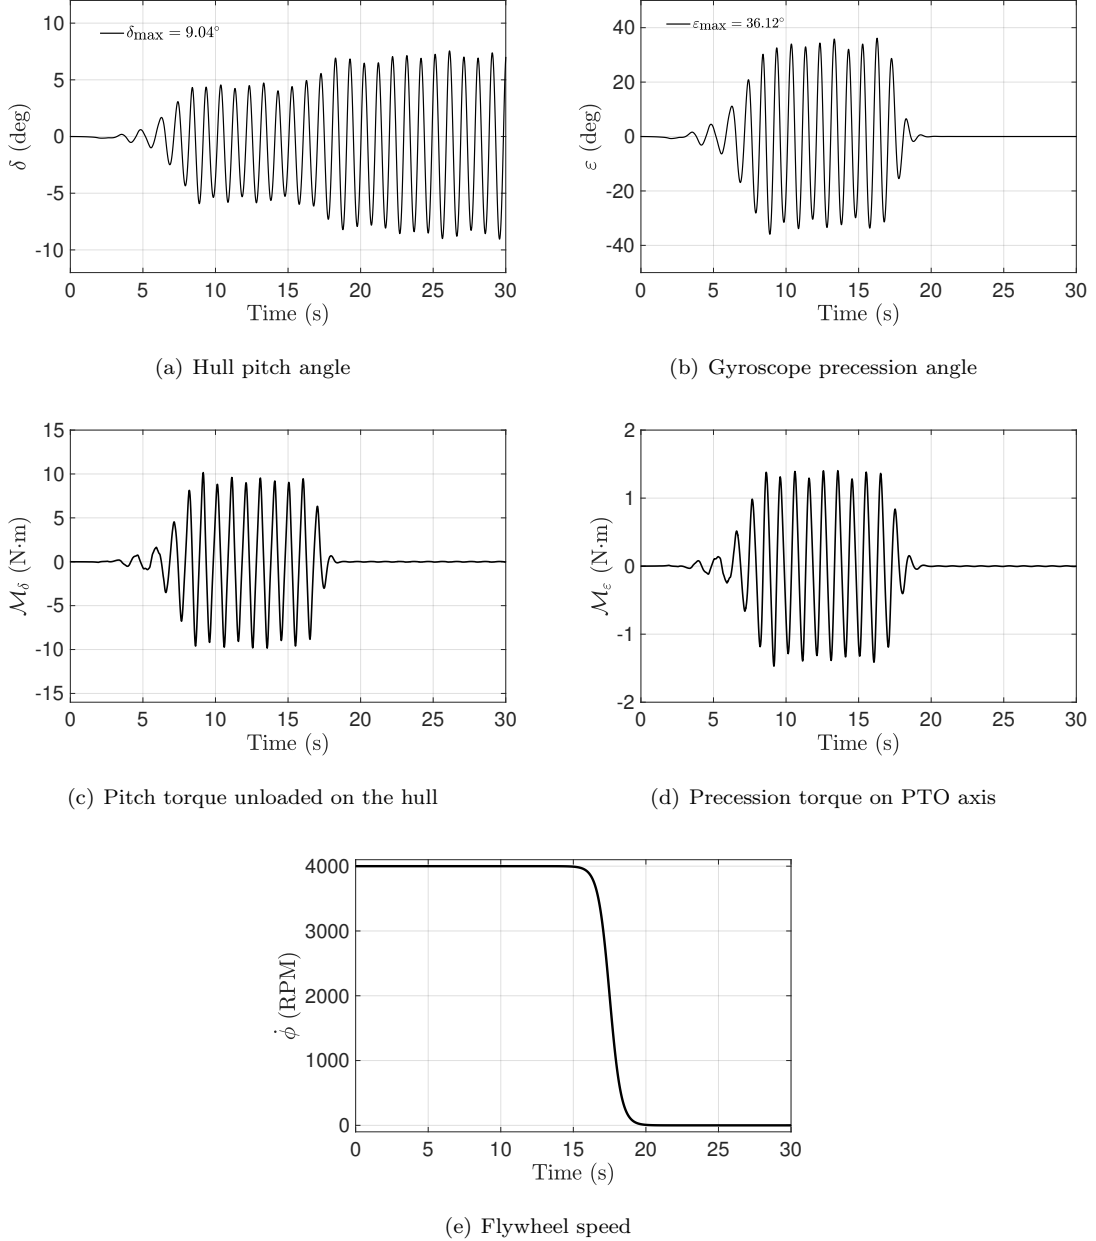 10
5
0
-5
-10
δ (deg)
δmax = 9.04°
0 5 10 15 20 25 30
Time (s)
(a) Hull pitch angle
40
20
0
-20
-40
ε (deg)
εmax = 36.12°
0 5 10 15 20 25 30
Time (s)
(b) Gyroscope precession angle
15
10
5
0
-5
-10
-15
ℳδ (N·m)
0 5 10 15 20 25 30
Time (s)
(c) Pitch torque unloaded on the hull
2
1
0
-1
-2
ℳε (N·m)
0 5 10 15 20 25 30
Time (s)
(d) Precession torque on PTO axis
4000
3000
2000
1000
0
ϕ̇ (RPM)
0 5 10 15 20 25 30
Time (s)
(e) Flywheel speed